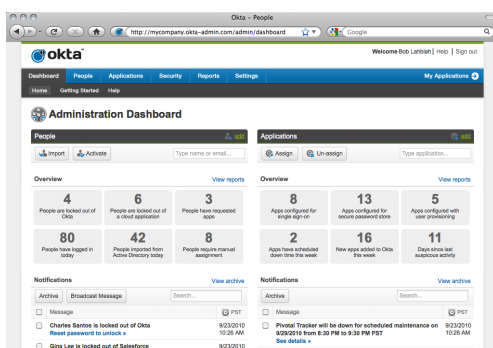 Okta – People
http://mycompany.okta-admin.com/admin/dashboard
Google
okta
Welcome Bob Lahblah | Help | Sign out
Dashboard People Applications Security Reports Settings My Applications
Home Getting Started Help
Administration Dashboard
People add
Import Activate Type name or email...
Overview View reports
4 6 3
People are locked out of Okta
People are locked out of a cloud application
People have requested apps
80 42 8
People have logged in today
People imported from Active Directory today
People require manual assignment
Notifications View archive
Archive Broadcast Message Search...
Message PST
Charles Santos is locked out of Okta 9/23/2010
Reset password to unlock » 10:26 AM
Gina Lee is locked out of Salesforce 9/23/2010
Applications add
Assign Un-assign Type application...
Overview View reports
8 13 5
Apps configured for single sign-on
Apps configured for secure password store
Apps configured with user provisioning
2 16 11
Apps have scheduled down time this week
New apps added to Okta this week
Days since last suspicious activity
Notifications View archive
Archive Search...
Message PST
Pivotal Tracker will be down for scheduled maintenance on 9/23/2010
9/29/2010 from 8:30 PM to 9:30 PM PST 10:26 AM
See details »